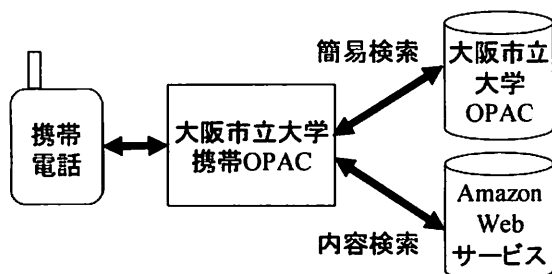 携帯
電話
大阪市立大学
携帯OPAC
簡易検索
大阪市立
大学
OPAC
内容検索
Amazon
Web
サービス